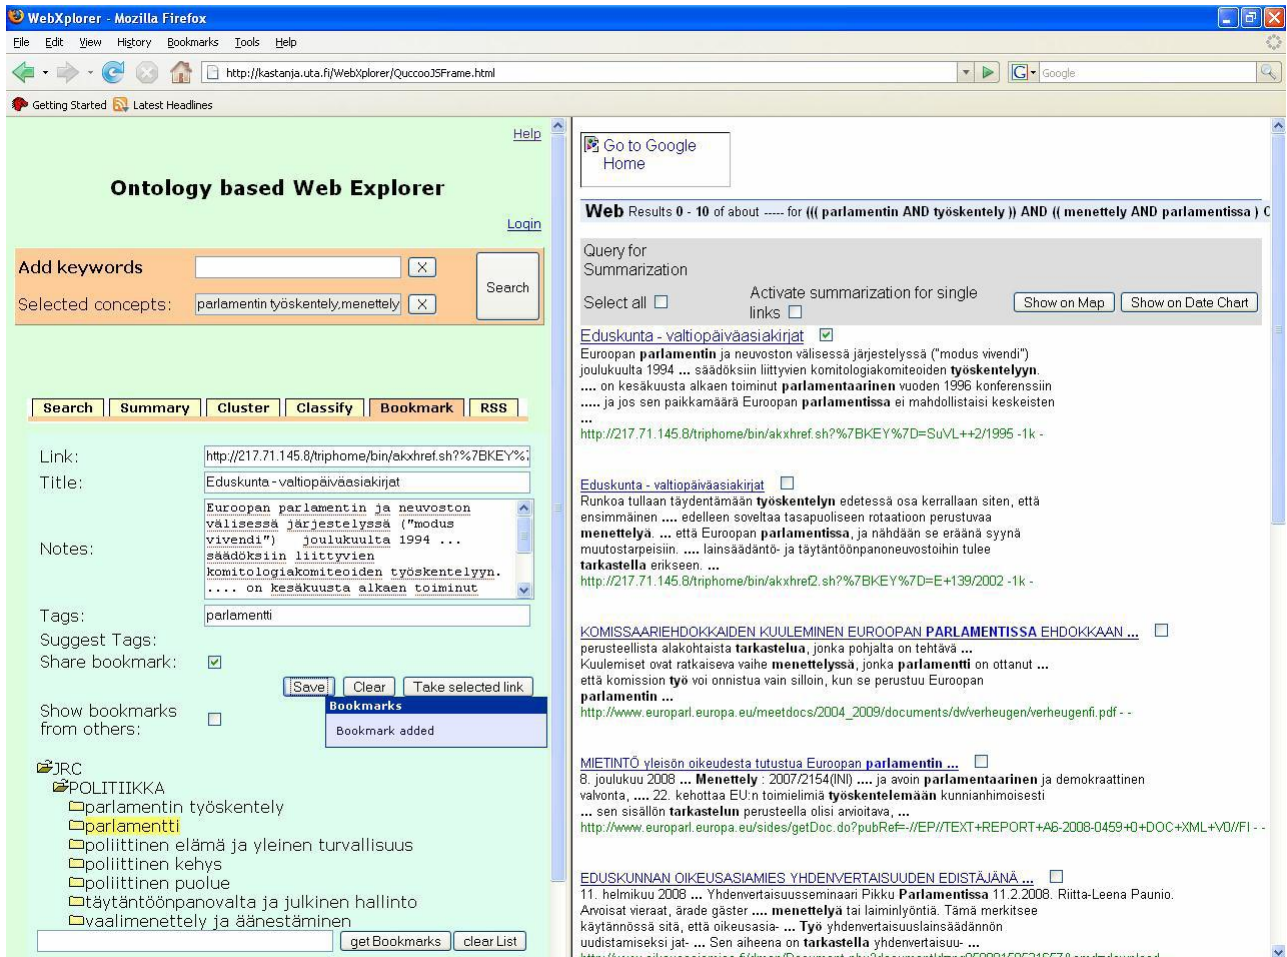 WebXplorer - Mozilla Firefox
File Edit View History Bookmarks Tools Help
http://kastanja.uta.fi/WebXplorer/QuccooJSFrame.html
G Google
Getting Started Latest Headlines
Help
Ontology based Web Explorer
Login
Add keywords X
Search
Selected concepts: parlamentin työskentely,menettely X
Search Summary Cluster Classify Bookmark RSS
Link: http://217.71.145.8/triphome/bin/akxhref.sh?%7BKEY%
Title: Eduskunta - valtiopäiväasiakirjat
Notes:
Euroopan parlamentin ja neuvoston
välisessä järjestelyssä ("modus
vivendi") joulukuulta 1994 ...
säädöksiin liittyvien
komitologiakomiteoiden työskentelyyn.
.... on kesäkuusta alkaen toiminut
Tags: parlamentti
Suggest Tags:
Share bookmark:
Save Clear Take selected link
Bookmarks
Bookmark added
Show bookmarks
from others:
JRC
POLITIIKKA
parlamentin työskentely
parlamentti
poliittinen elämä ja yleinen turvallisuus
poliittinen kehys
poliittinen puolue
täytäntöönpanovalta ja julkinen hallinto
vaalimenettely ja äänestäminen
get Bookmarks clear List
Go to Google
Home
Web Results 0 - 10 of about ----- for ((( parlamentin AND työskentely )) AND (( menettely AND parlamentissa )
Query for
Summarization
Select all
Activate summarization for single
links
Show on Map Show on Date Chart
Eduskunta - valtiopäiväasiakirjat
Euroopan parlamentin ja neuvoston välisessä järjestelyssä ("modus vivendi")
joulukuulta 1994 ... säädöksiin liittyvien komitologiakomiteoiden työskentelyyn.
.... on kesäkuusta alkaen toiminut parlamentaarinen vuoden 1996 konferenssiin
..... ja jos sen paikkamäärä Euroopan parlamentissa ei mahdollistaisi keskeisten
...
http://217.71.145.8/triphome/bin/akxhref.sh?%7BKEY%7D=SuVL++2/1995 -1k -
Eduskunta - valtiopäiväasiakirjat
Runkoa tullaan täydentämään työskentelyn edetessä osa kerrallaan siten, että
ensimmäinen .... edelleen soveltaa tasapuoliseen rotaatioon perustuvaa
menettelyä. ... että Euroopan parlamentissa, ja nähdään se eräänä syynä
muutostarpeisiin. .... lainsäädäntö- ja täytäntöönpanoneuvostoihin tulee
tarkastella erikseen. ...
http://217.71.145.8/triphome/bin/akxhref2.sh?%7BKEY%7D=E+139/2002 -1k -
KOMISSAARIEHDOKKAIDEN KUULEMINEN EUROOPAN PARLAMENTISSA EHDOKKAAN ...
perusteellista alakohtaista tarkastelua, jonka pohjalta on tehtävä ...
Kuulemiset ovat ratkaiseva vaihe menettelyssä, jonka parlamentti on ottanut ...
että komission työ voi onnistua vain silloin, kun se perustuu Euroopan
parlamentin ...
http://www.europarl.europa.eu/meetdocs/2004_2009/documents/dv/verheugen/verheugenfi.pdf - -
MIETINTÖ yleisön oikeudesta tutustua Euroopan parlamentin ...
8. joulukuu 2008 ... Menettely : 2007/2154(INI) .... ja avoin parlamentaarinen ja demokraattinen
valvonta, .... 22. kehottaa EU:n toimielimiä työskentelemään kunnianhimoisesti
... sen sisällön tarkastelun perusteella olisi arvioitava, ...
http://www.europarl.europa.eu/sides/getDoc.do?pubRef=-//EP//TEXT+REPORT+A6-2008-0459+0+DOC+XML+V0//FI - -
EDUSKUNNAN OIKEUSASIAMIES YHDENVERTAISUUDEN EDISTÄJÄNÄ ...
11. helmikuu 2008 ... Yhdenvertaisuusseminaari Pikku Parlamentissa 11.2.2008. Riitta-Leena Paunio.
Arvoisat vieraat, ärade gäster .... menettelyä tai laiminlyöntiä. Tämä merkitsee
käytännössä sitä, että oikeusasia- ... Työ yhdenvertaisuuslainsäädännön
uudistamiseksi jat- ... Sen aiheena on tarkastella yhdenvertaisuu- ...